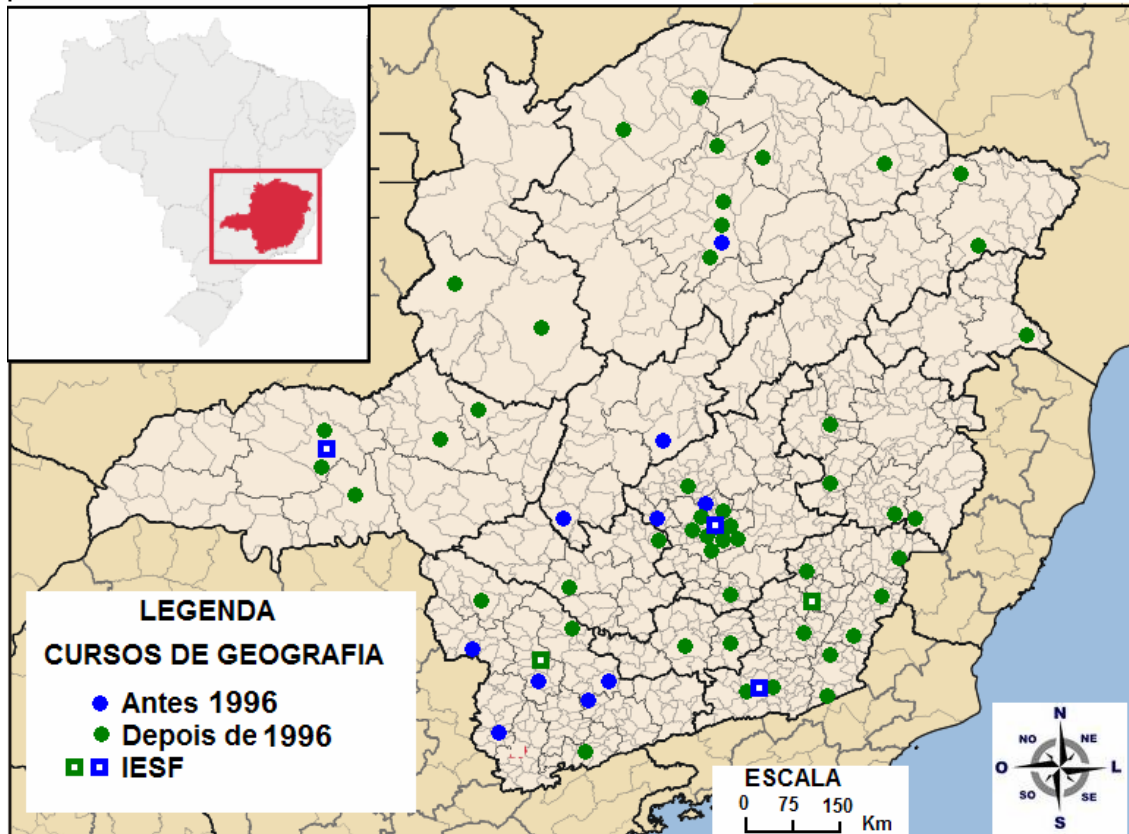 LEGENDA
CURSOS DE GEOGRAFIA
Antes 1996
Depois de 1996
IESF
ESCALA
0 75 150
Km
N
NO NE
O L
SO SE
S